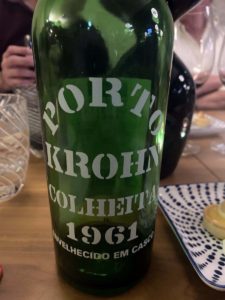 PORTO
KROHN
COLHEITA
1961
ENVELHECIDO EM CASCO